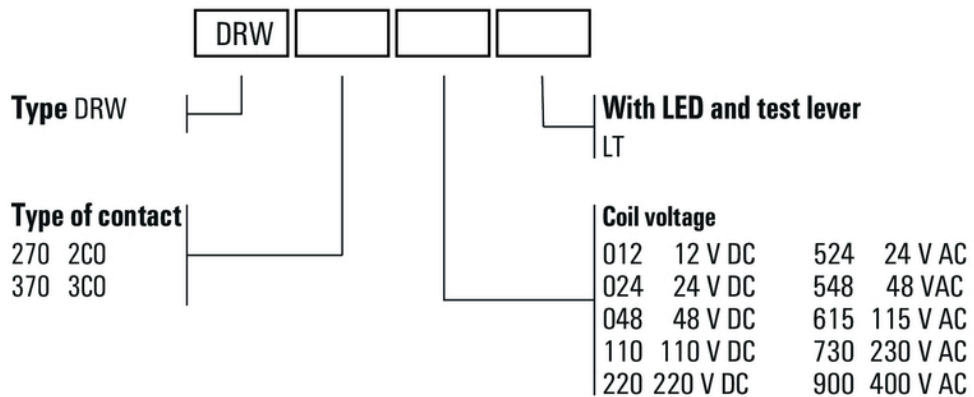 DRW
Type DRW
With LED and test lever
LT
Type of contact
270 2CO
370 3CO
Coil voltage
012 12 V DC 524 24 V AC
024 24 V DC 548 48 VAC
048 48 V DC 615 115 V AC
110 110 V DC 730 230 V AC
220 220 V DC 900 400 V AC